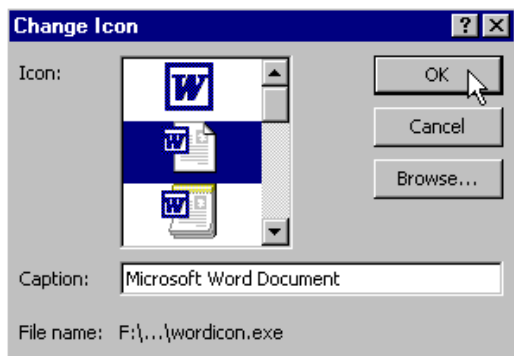 Change Icon
Icon:
OK
Cancel
Browse...
Caption: Microsoft Word Document
File name: F:\...\wordicon.exe